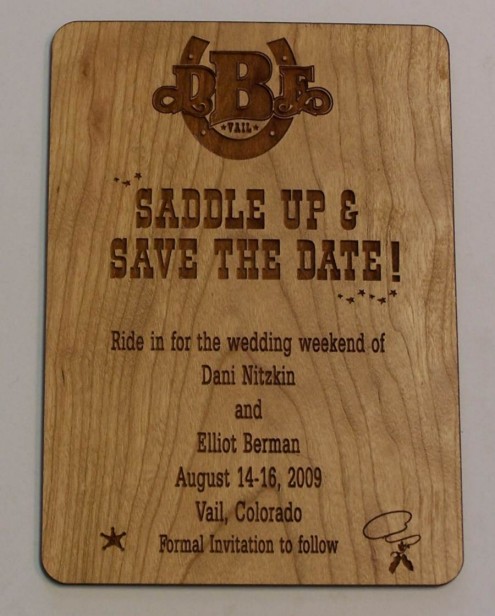 DBE
VAIL
SADDLE UP &
SAVE THE DATE!
Ride in for the wedding weekend of
Dani Nitzkin
and
Elliot Berman
August 14-16, 2009
Vail, Colorado
Formal Invitation to follow